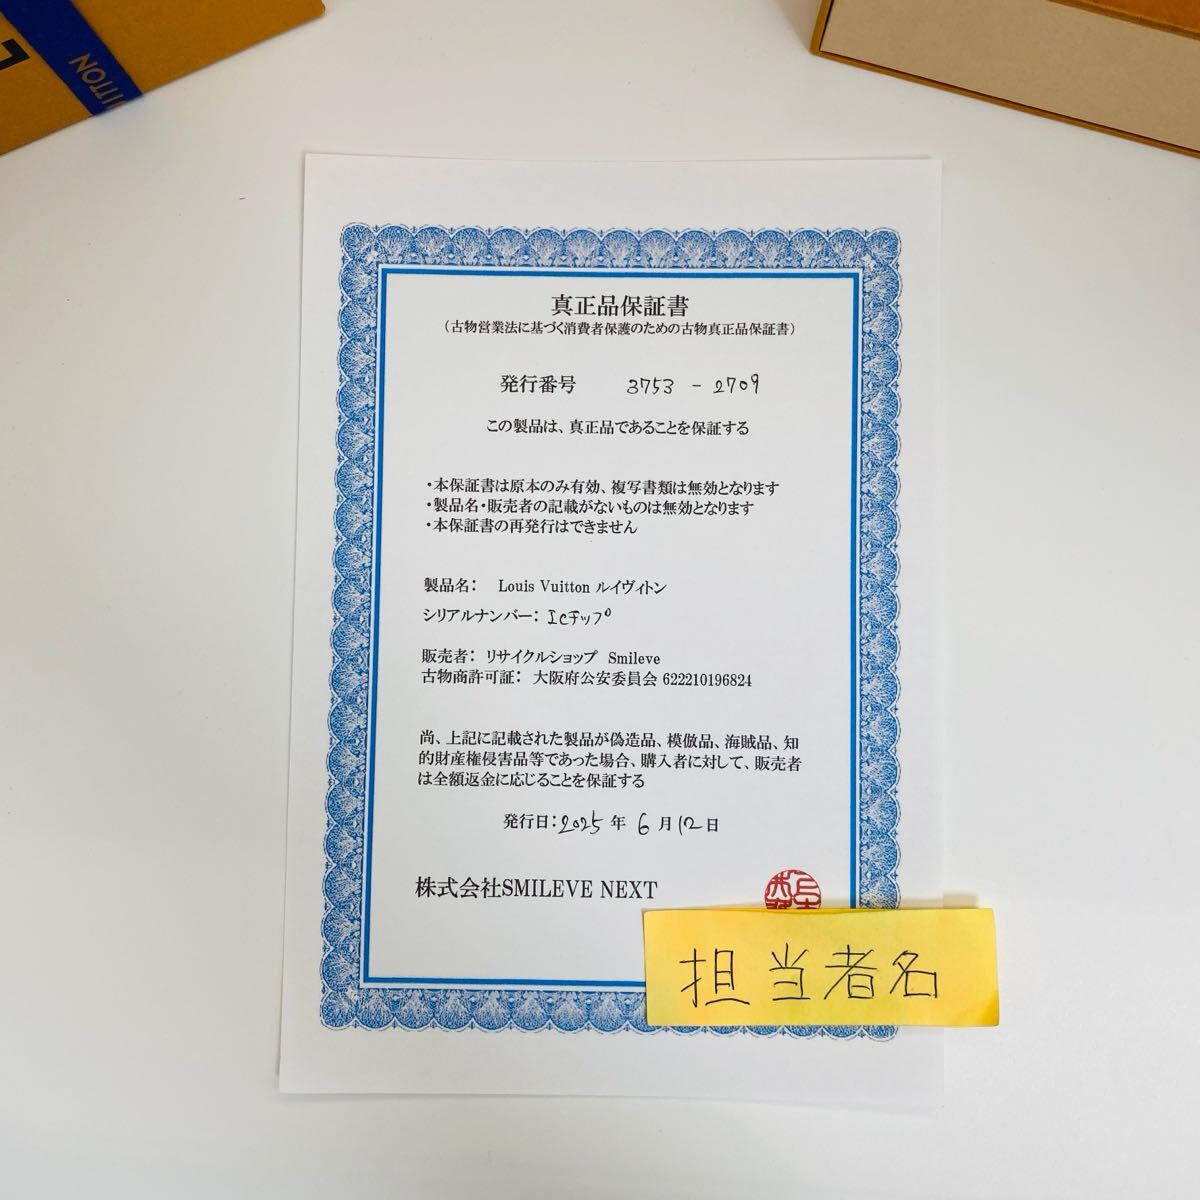 UITTON
真正品保証書
(古物営業法に基づく消費者保護のための古物真正品保証書)
発行番号 3753 - 2709
この製品は、真正品であることを保証する
・本保証書は原本のみ有効、複写書類は無効となります
・製品名・販売者の記載がないものは無効となります
・本保証書の再発行はできません
製品名: Louis Vuitton ルイヴィトン
シリアルナンバー: ICチップ
販売者: リサイクルショップ Smileve
古物商許可証: 大阪府公安委員会 622210196824
尚、上記に記載された製品が偽造品、模倣品、海賊品、知
的財産権侵害品等であった場合、購入者に対して、販売者
は全額返金に応じることを保証する
発行日:2025 年 6 月 12 日
株式会社SMILEVE NEXT
担当者名